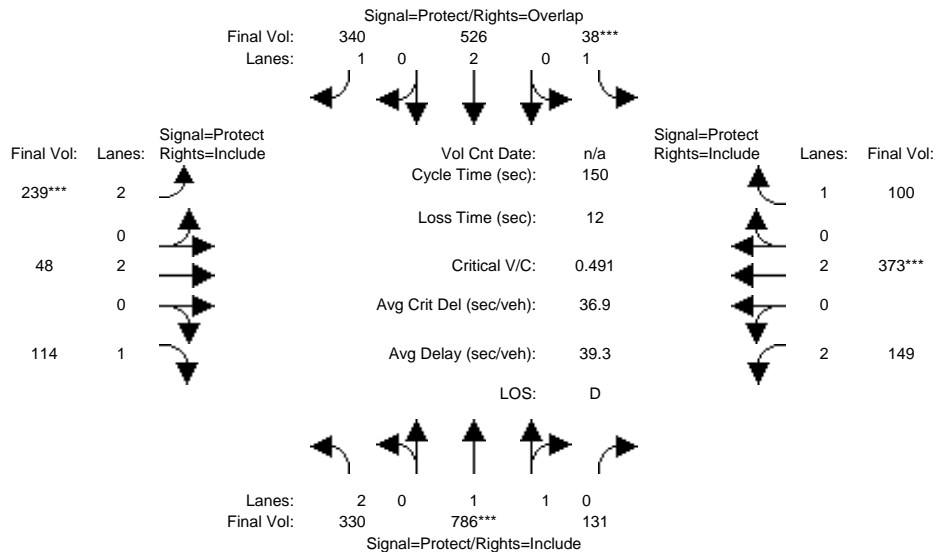 Signal=Protect/Rights=Overlap
Final Vol: 340 526 38***
Lanes: 1 0 2 0 1
Signal=Protect Signal=Protect
Final Vol: Lanes: Rights=Include Vol Cnt Date: n/a Rights=Include Lanes: Final Vol:
Cycle Time (sec): 150
239*** 2 1 100
Loss Time (sec): 12
0 0
48 2 Critical V/C: 0.491 2 373***
0 Avg Crit Del (sec/veh): 36.9 0
114 1 Avg Delay (sec/veh): 39.3 2 149
LOS: D
Lanes: 2 0 1 1 0
Final Vol: 330 786*** 131
Signal=Protect/Rights=Include